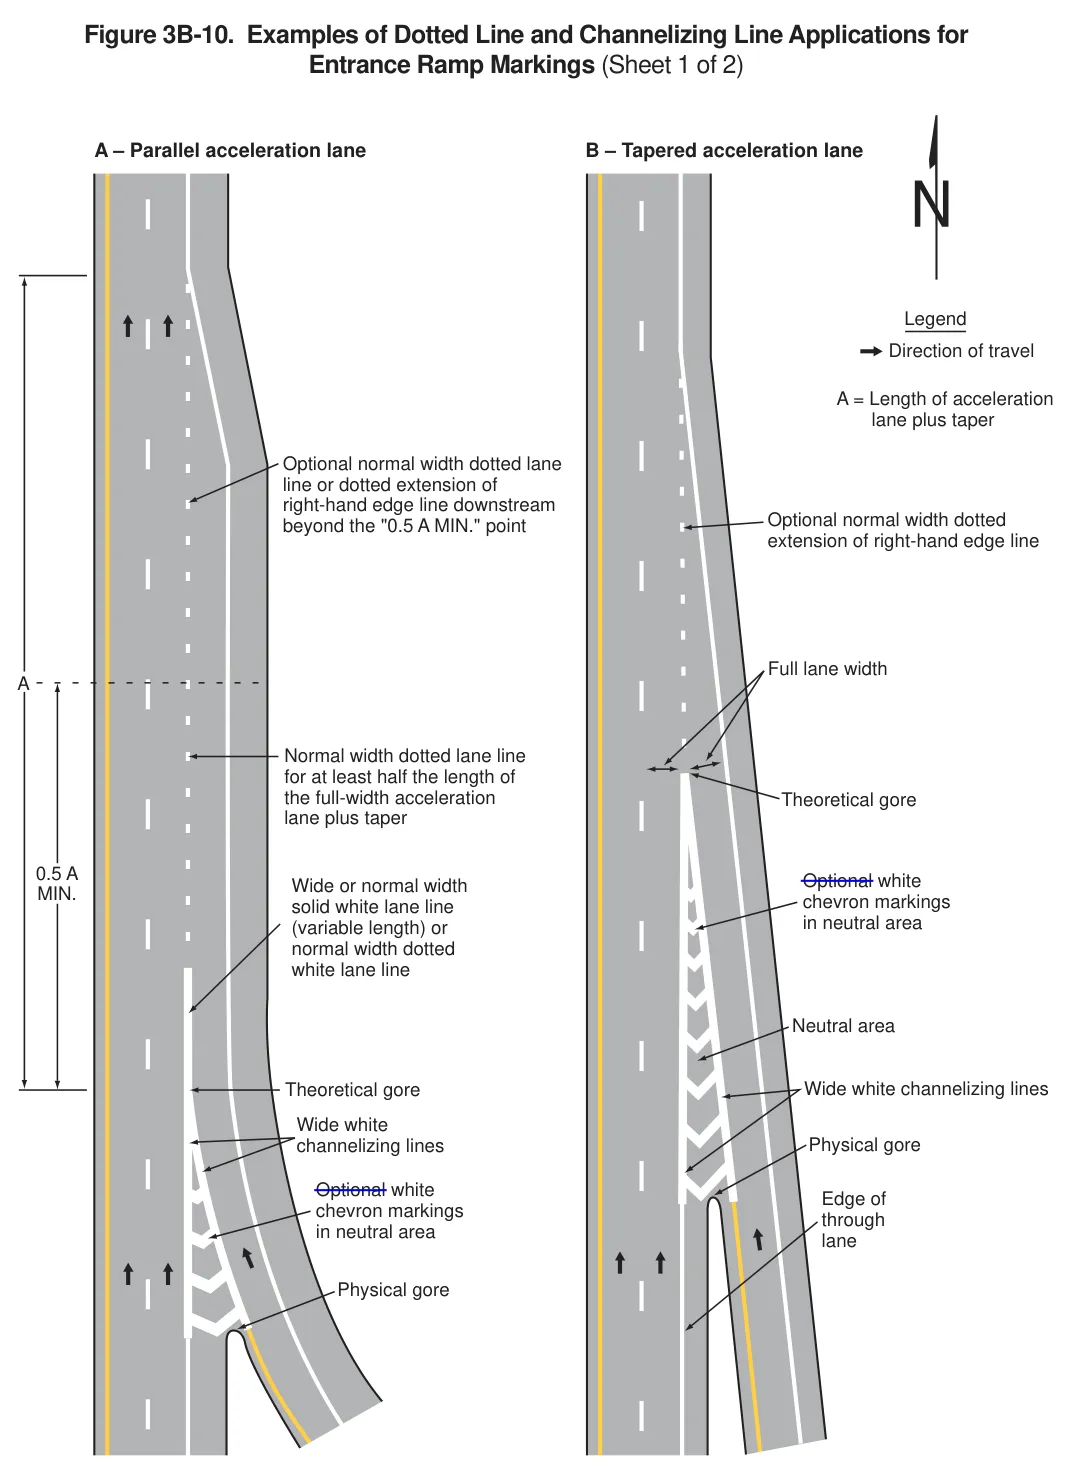 Figure 3B-10. Examples of Dotted Line and Channelizing Line Applications for
Entrance Ramp Markings (Sheet 1 of 2)
A – Parallel acceleration lane
B – Tapered acceleration lane
N
Legend
Direction of travel
A = Length of acceleration
lane plus taper
Optional normal width dotted lane
line or dotted extension of
right-hand edge line downstream
beyond the "0.5 A MIN." point
A
Normal width dotted lane line
for at least half the length of
the full-width acceleration
lane plus taper
0.5 A
MIN.
Wide or normal width
solid white lane line
(variable length) or
normal width dotted
white lane line
Theoretical gore
Wide white
channelizing lines
Optional white
chevron markings
in neutral area
Physical gore
Optional normal width dotted
extension of right-hand edge line
Full lane width
Theoretical gore
Optional white
chevron markings
in neutral area
Neutral area
Wide white channelizing lines
Physical gore
Edge of
through
lane